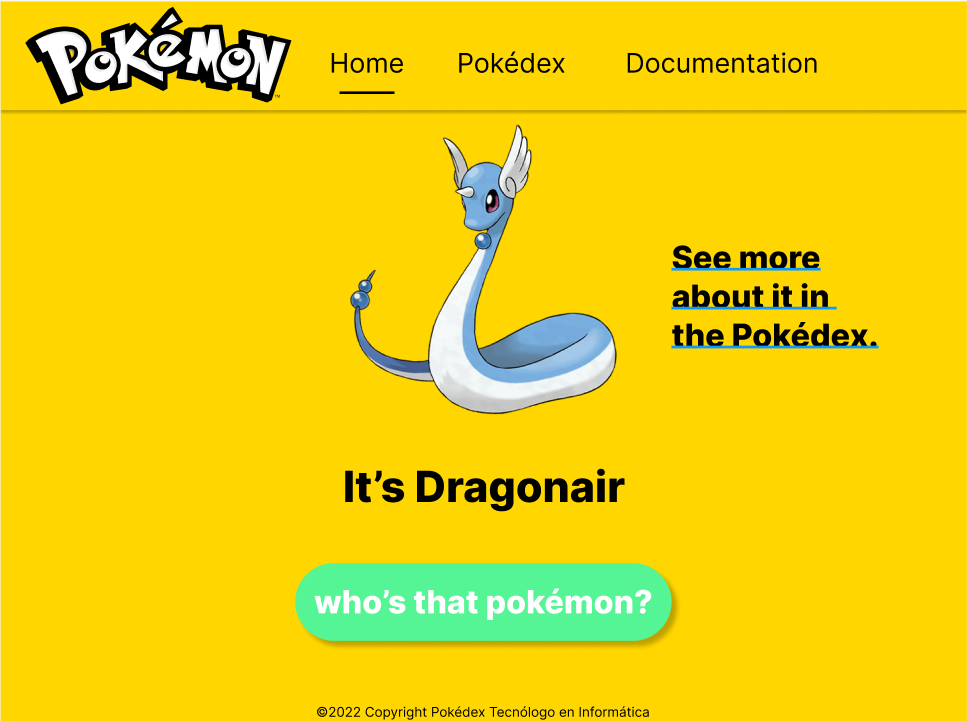 POKéMON
Home
Pokédex
Documentation
See more
about it in
the Pokédex.
It’s Dragonair
who’s that pokémon?
©2022 Copyright Pokédex Tecnólogo en Informática